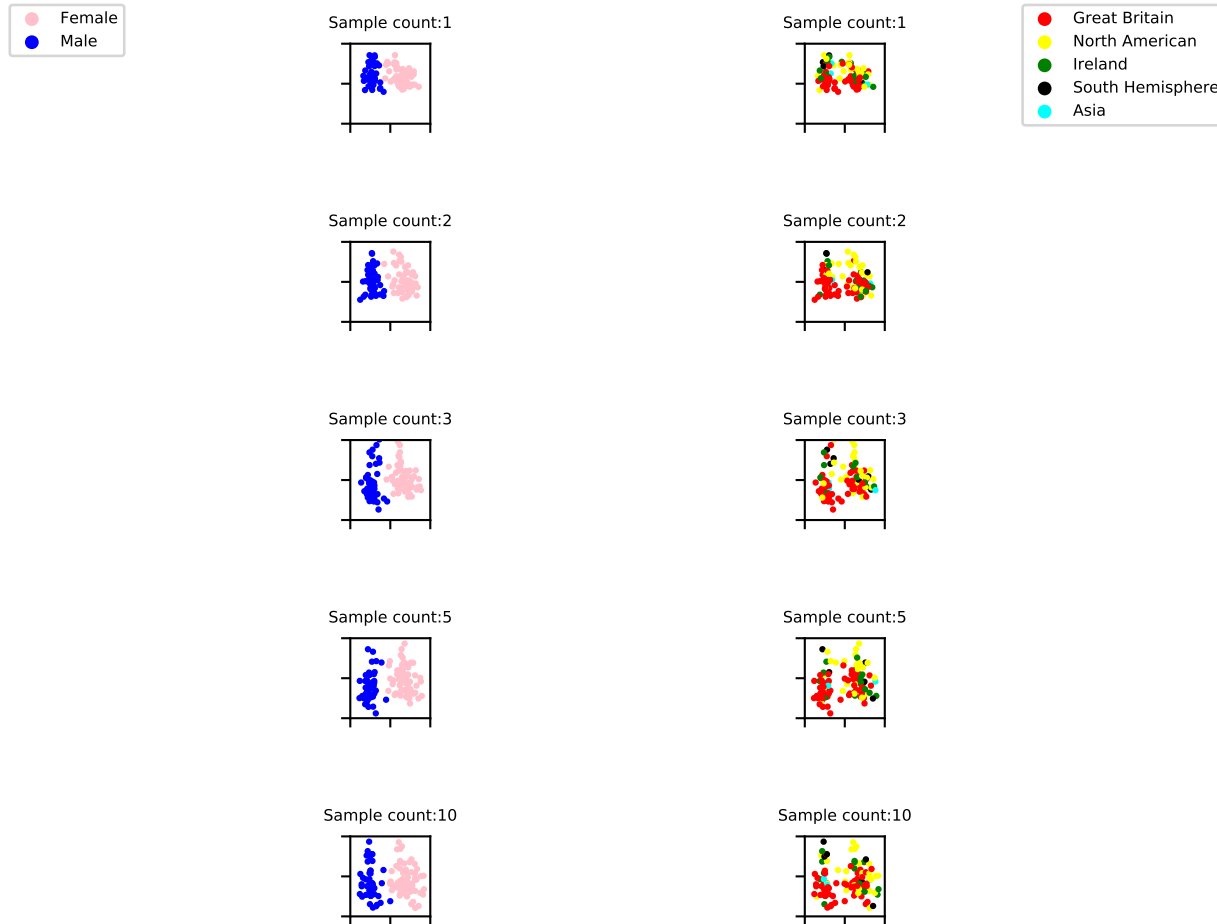 Female
Male
Sample count:1
Sample count:1
Great Britain
North American
Ireland
South Hemisphere
Asia
Sample count:2
Sample count:2
Sample count:3
Sample count:3
Sample count:5
Sample count:5
Sample count:10
Sample count:10